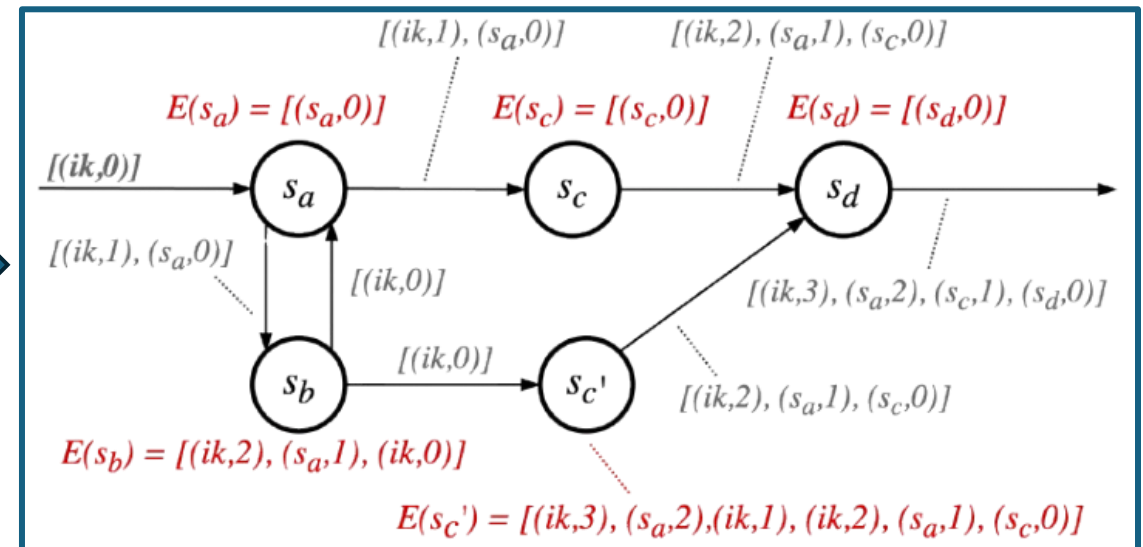 [(ik,1), (sa,0)]
[(ik,2), (sa,1), (sc,0)]
E(sa) = [(sa,0)]
E(sc) = [(sc,0)]
E(sd) = [(sd,0)]
[(ik,0)]
sa
sc
sd
[(ik,1), (sa,0)]
[(ik,0)]
[(ik,3), (sa,2), (sc,1), (sd,0)]
[(ik,0)]
sb
sc'
[(ik,2), (sa,1), (sc,0)]
E(sb) = [(ik,2), (sa,1), (ik,0)]
E(sc') = [(ik,3), (sa,2),(ik,1), (ik,2), (sa,1), (sc,0)]